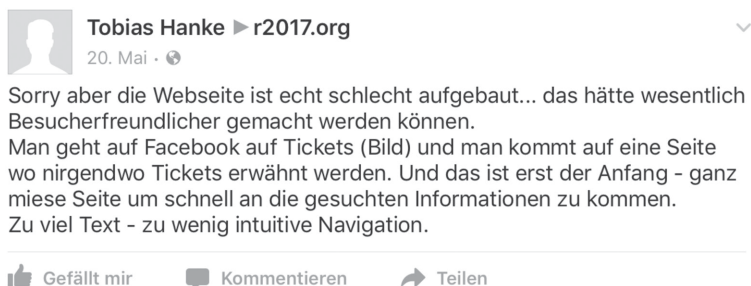 Tobias Hanke ▶ r2017.org
20. Mai ·
Sorry aber die Webseite ist echt schlecht aufgebaut... das hätte wesentlich
Besucherfreundlicher gemacht werden können.
Man geht auf Facebook auf Tickets (Bild) und man kommt auf eine Seite
wo nirgendwo Tickets erwähnt werden. Und das ist erst der Anfang - ganz
miese Seite um schnell an die gesuchten Informationen zu kommen.
Zu viel Text - zu wenig intuitive Navigation.
Gefällt mir Kommentieren Teilen